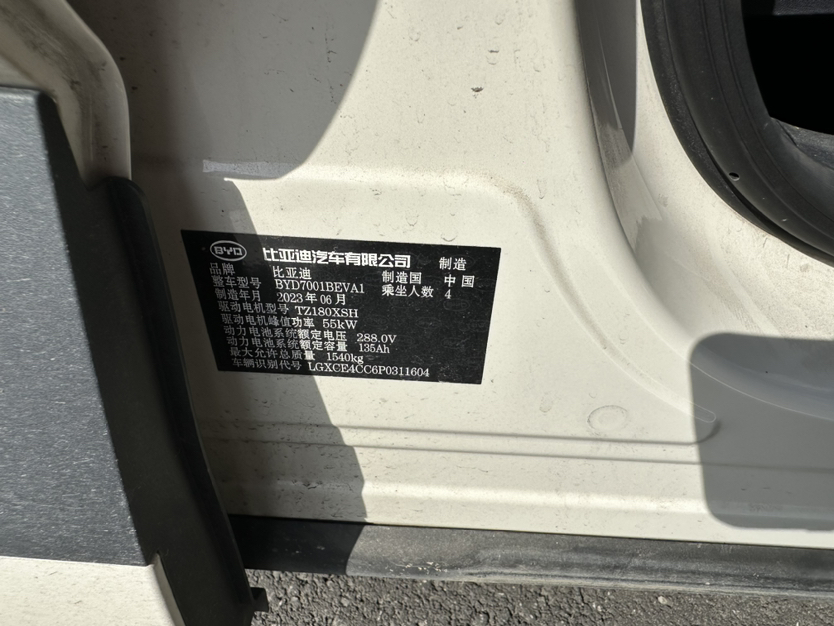 BYD 比亚迪汽车有限公司 制造
品牌 比亚迪 制造国 中国
整车型号 BYD7001BEVA1 乘坐人数 4
制造年月 2023年06月
驱动电机型号 TZ180XSH
驱动电机峰值功率 55kW
动力电池系统额定电压 288.0V
动力电池系统额定容量 135Ah
最大允许总质量 1540kg
车辆识别代号 LGXCE4CC6P0311604